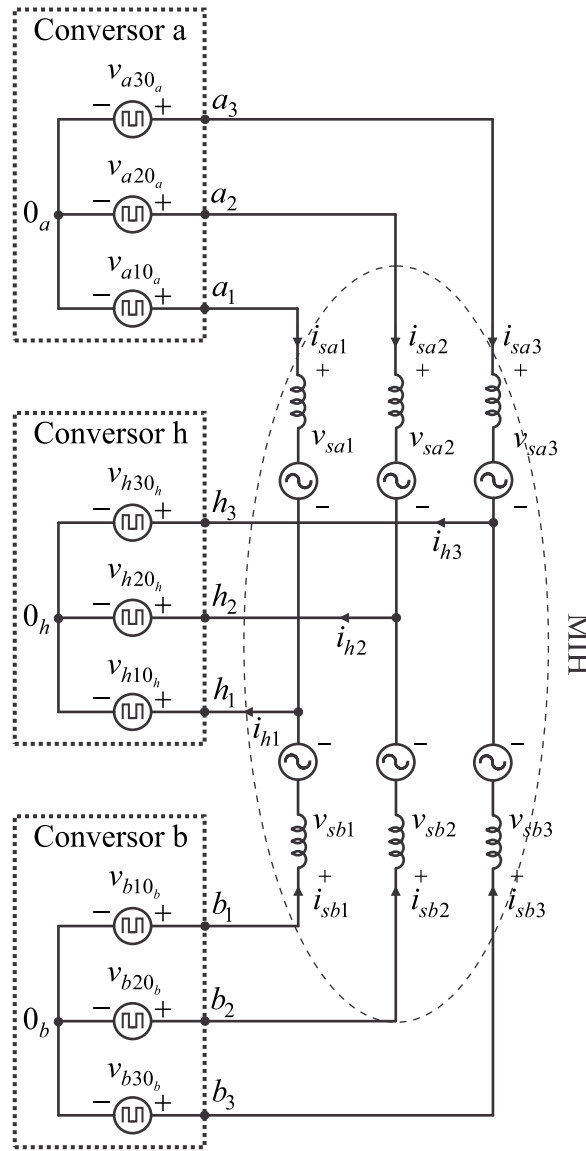 Conversor a
v_{a30_a}
− +
a_3
v_{a20_a}
0_a
− +
a_2
v_{a10_a}
− +
a_1
i_{sa1} i_{sa2} i_{sa3}
+ + +
v_{sa1} v_{sa2} v_{sa3}
− − −
Conversor h
v_{h30_h}
− +
h_3
i_{h3}
v_{h20_h}
0_h
− +
h_2
i_{h2}
v_{h10_h}
− +
h_1
i_{h1}
MIH
− − −
v_{sb1} v_{sb2} v_{sb3}
+ + +
i_{sb1} i_{sb2} i_{sb3}
Conversor b
v_{b10_b}
− +
b_1
v_{b20_b}
0_b
− +
b_2
v_{b30_b}
− +
b_3